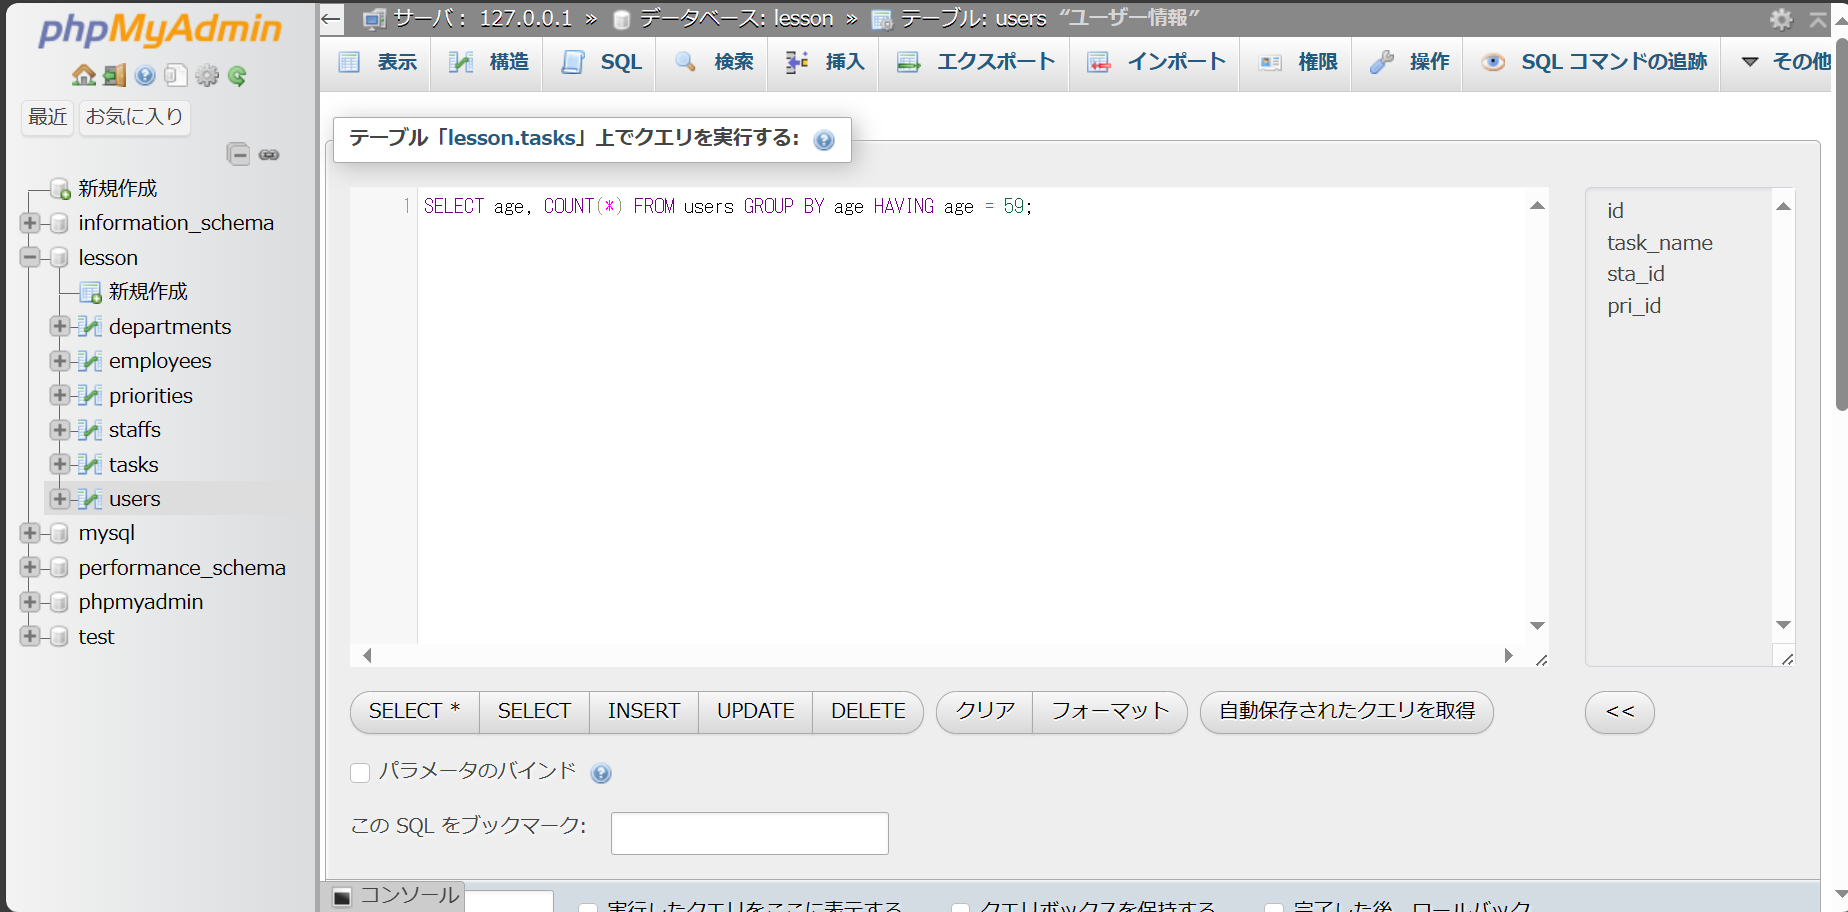 phpMyAdmin
最近 お気に入り
新規作成
information_schema
lesson
新規作成
departments
employees
priorities
staffs
tasks
users
mysql
performance_schema
phpmyadmin
test
← サーバ: 127.0.0.1 » データベース: lesson » テーブル: users “ユーザー情報”
表示 構造 SQL 検索 挿入 エクスポート インポート 権限 操作 SQL コマンドの追跡 その他
テーブル「lesson.tasks」上でクエリを実行する:
1 SELECT age, COUNT(*) FROM users GROUP BY age HAVING age = 59;
id
task_name
sta_id
pri_id
SELECT * SELECT INSERT UPDATE DELETE クリア フォーマット 自動保存されたクエリを取得 <<
パラメータのバインド
この SQL をブックマーク:
コンソール
実行したクエリをここに表示する クエリボックスを保持する 完了した後、ロールバック